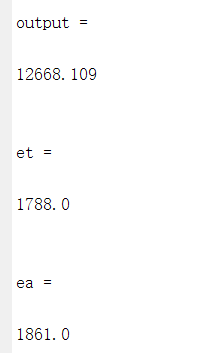 output =
12668.109
et =
1788.0
ea =
1861.0